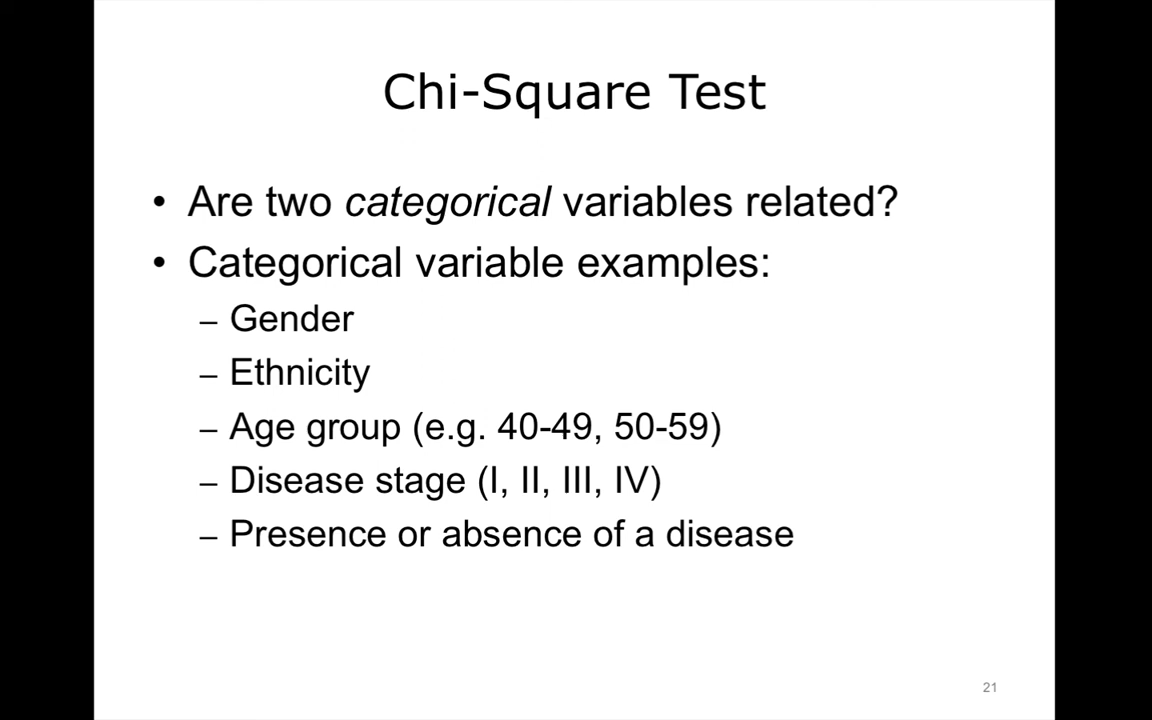 Chi-Square Test
• Are two categorical variables related?
• Categorical variable examples:
– Gender
– Ethnicity
– Age group (e.g. 40-49, 50-59)
– Disease stage (I, II, III, IV)
– Presence or absence of a disease
21